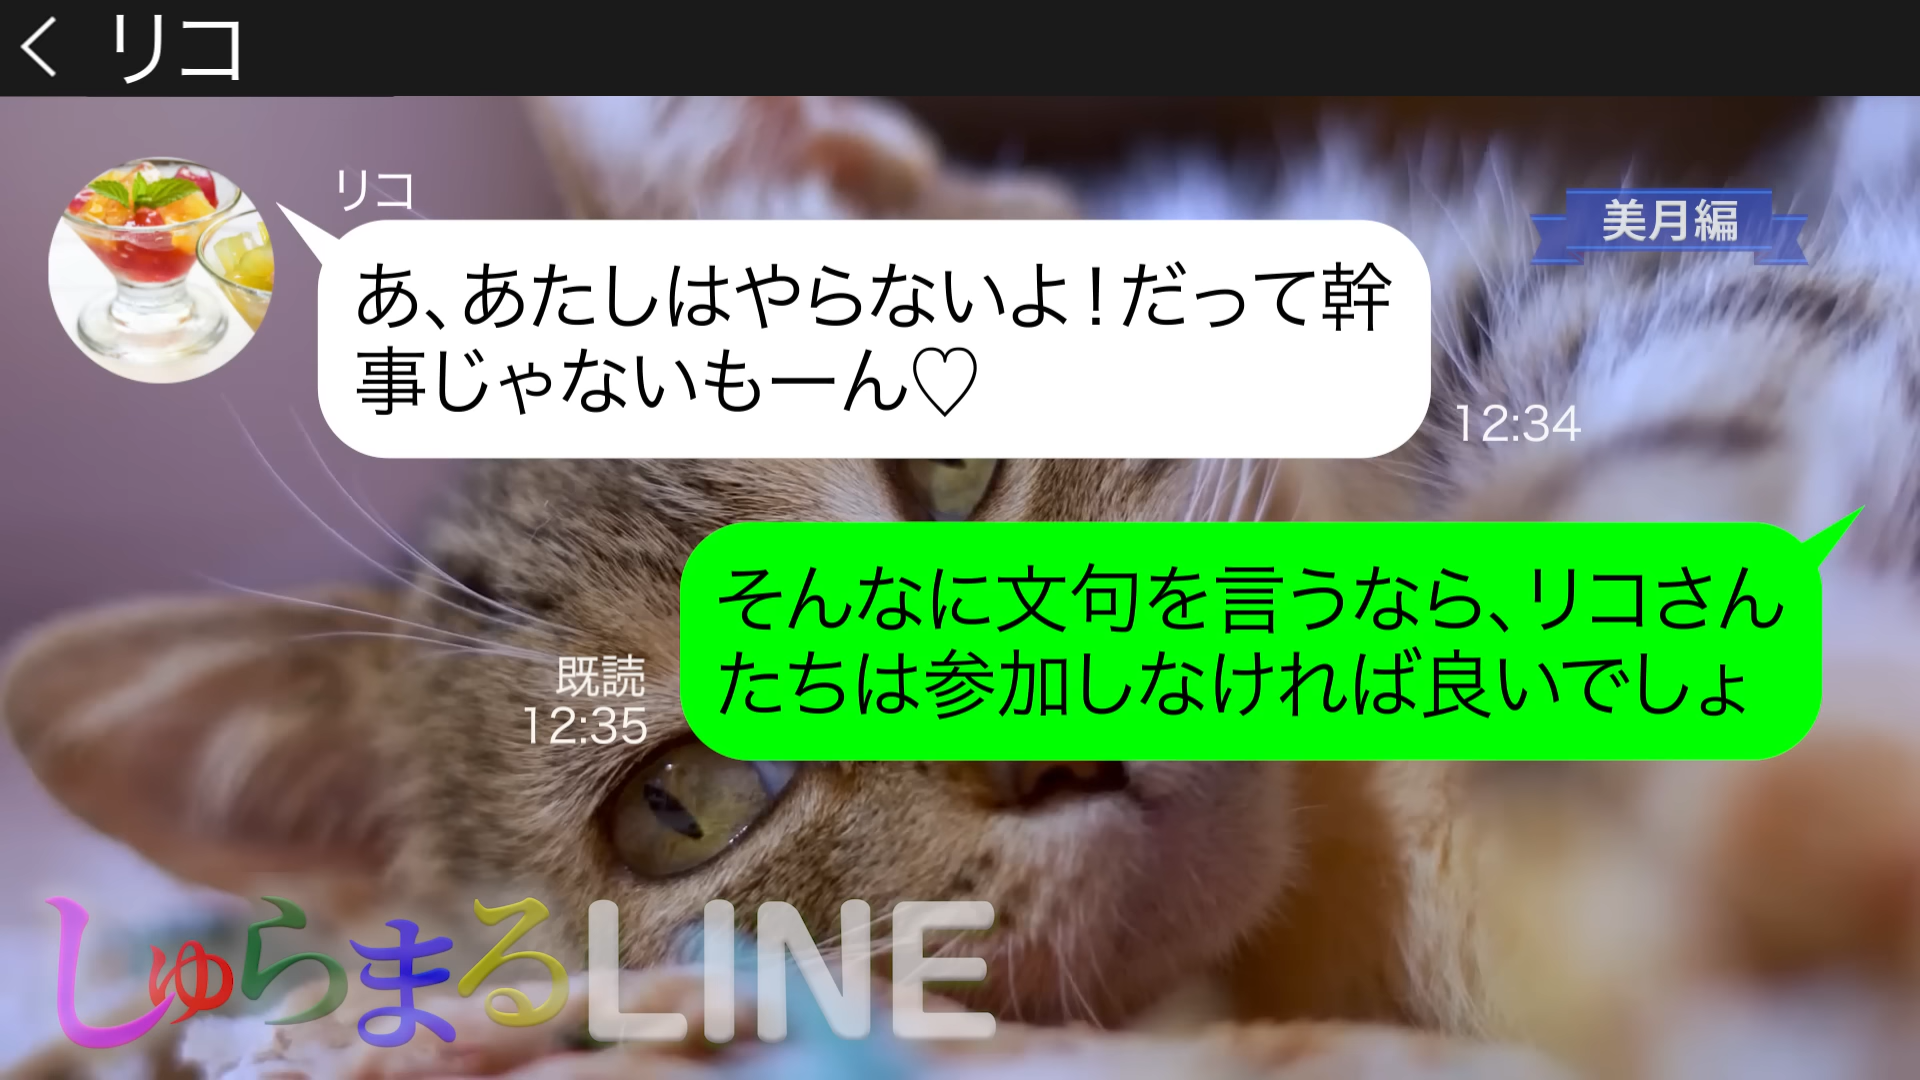 リコ
リコ
美月編
あ、あたしはやらないよ！だって幹
事じゃないもーん♡
12:34
そんなに文句を言うなら、リコさん
たちは参加しなければ良いでしょ
既読
12:35
しゅらまるLINE